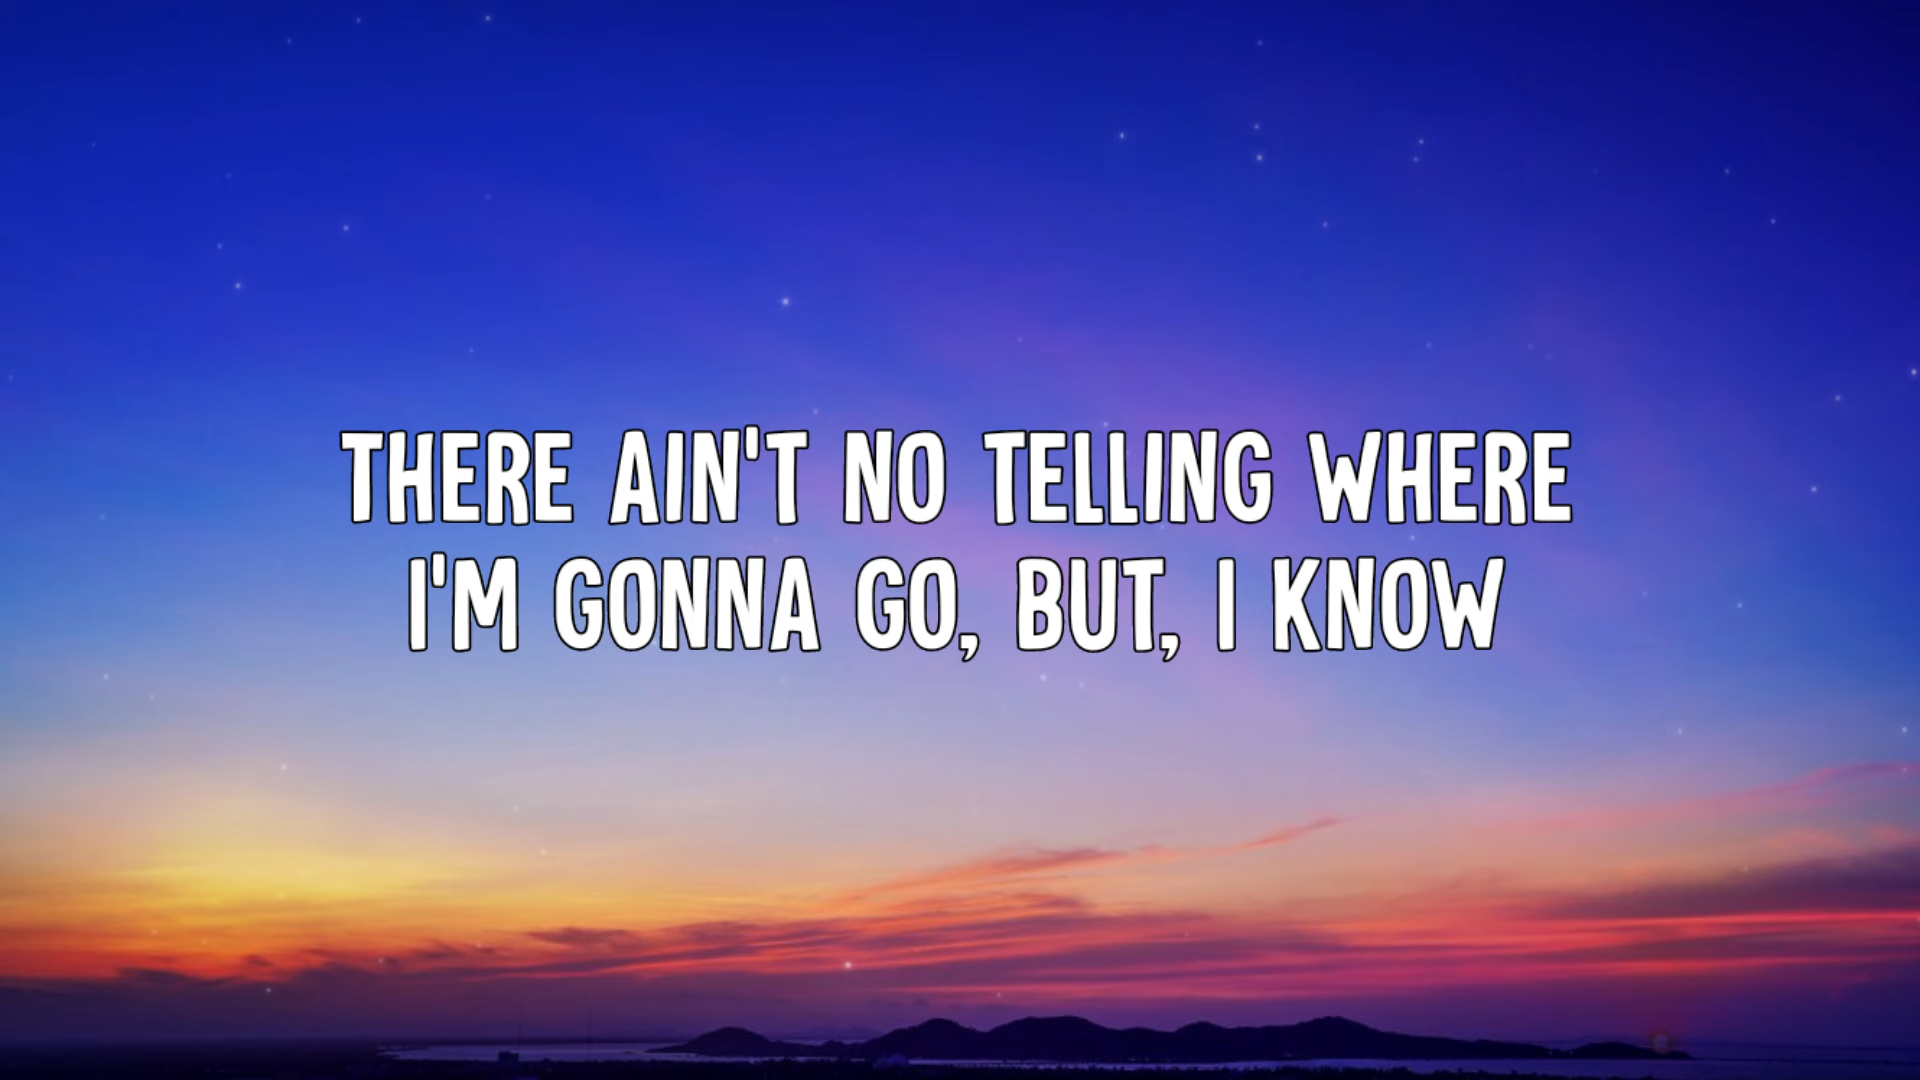 THERE AIN'T NO TELLING WHERE
I'M GONNA GO, BUT, I KNOW